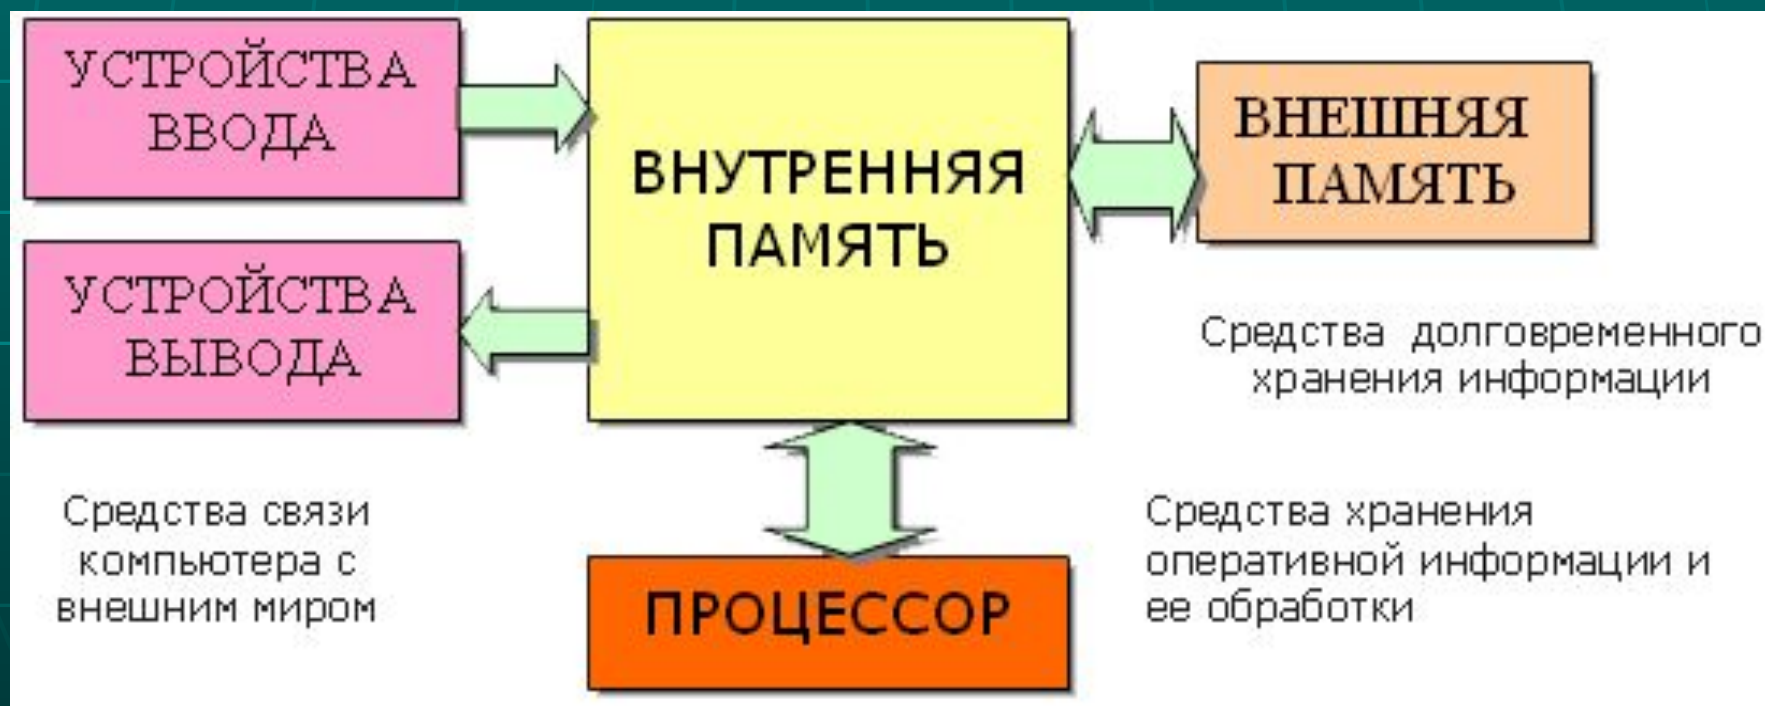 УСТРОЙСТВА
ВВОДА
ВНУТРЕННЯЯ
ПАМЯТЬ
ВНЕШНЯЯ
ПАМЯТЬ
УСТРОЙСТВА
ВЫВОДА
Средства долговременного
хранения информации
Средства связи
компьютера с
внешним миром
ПРОЦЕССОР
Средства хранения
оперативной информации и
ее обработки